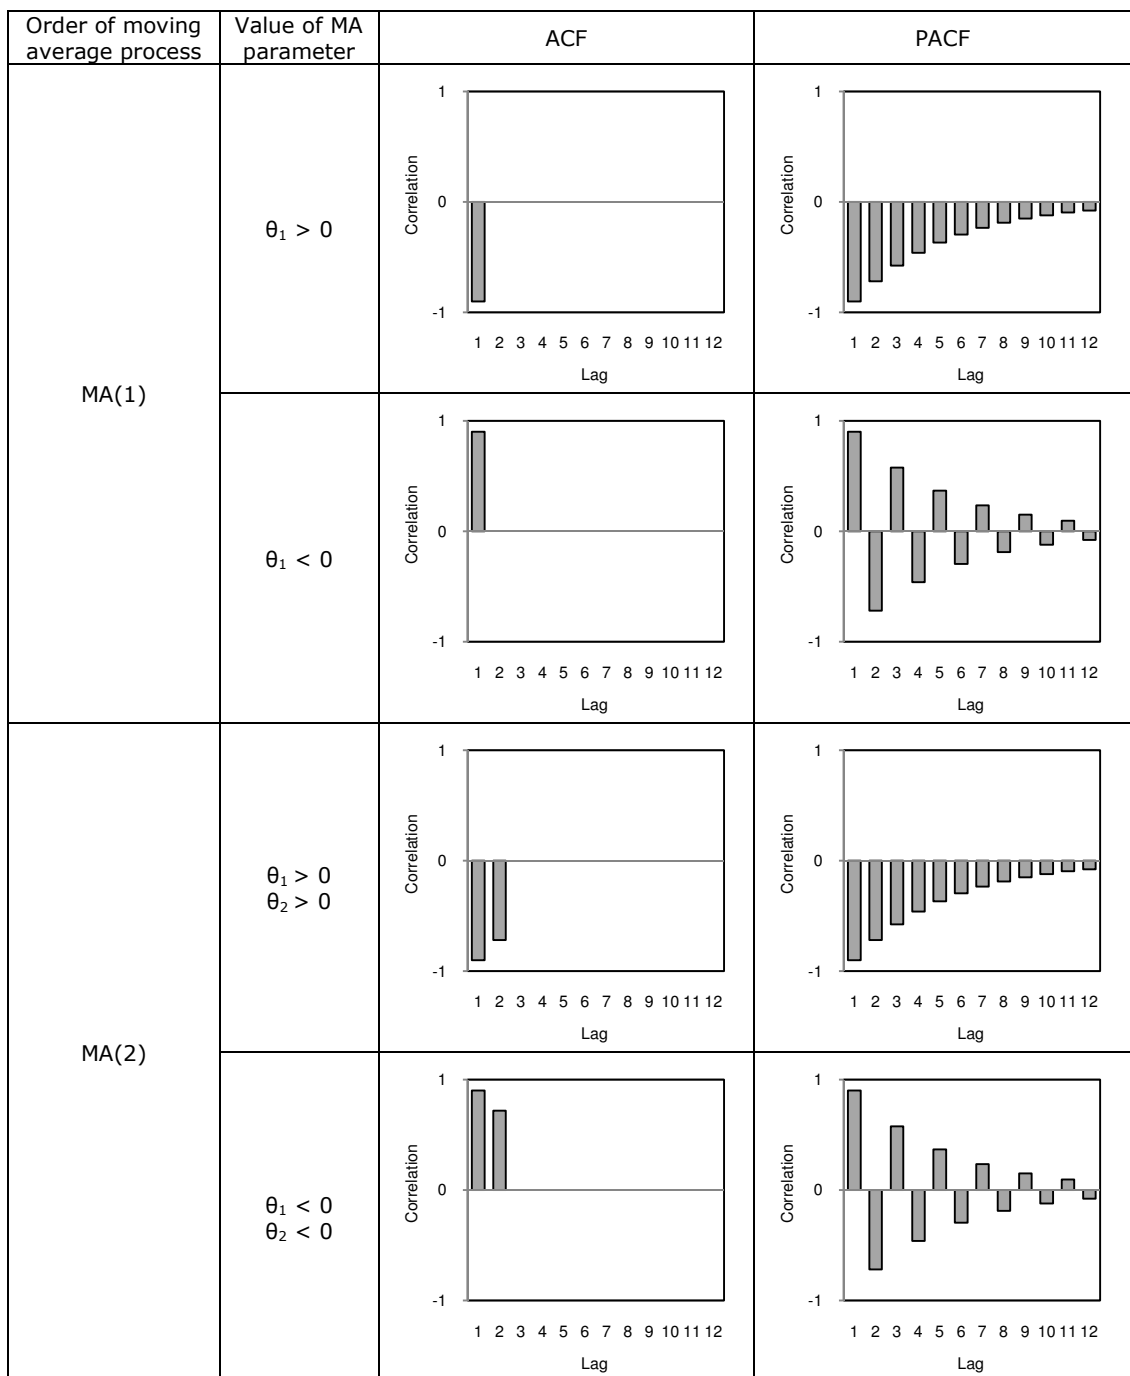 Order of moving
average process
Value of MA
parameter
ACF
PACF
MA(1)
θ₁ > 0
1
0
-1
Correlation
1 2 3 4 5 6 7 8 9 10 11 12
Lag
1
0
-1
Correlation
1 2 3 4 5 6 7 8 9 10 11 12
Lag
θ₁ < 0
1
0
-1
Correlation
1 2 3 4 5 6 7 8 9 10 11 12
Lag
1
0
-1
Correlation
1 2 3 4 5 6 7 8 9 10 11 12
Lag
MA(2)
θ₁ > 0
θ₂ > 0
1
0
-1
Correlation
1 2 3 4 5 6 7 8 9 10 11 12
Lag
1
0
-1
Correlation
1 2 3 4 5 6 7 8 9 10 11 12
Lag
θ₁ < 0
θ₂ < 0
1
0
-1
Correlation
1 2 3 4 5 6 7 8 9 10 11 12
Lag
1
0
-1
Correlation
1 2 3 4 5 6 7 8 9 10 11 12
Lag